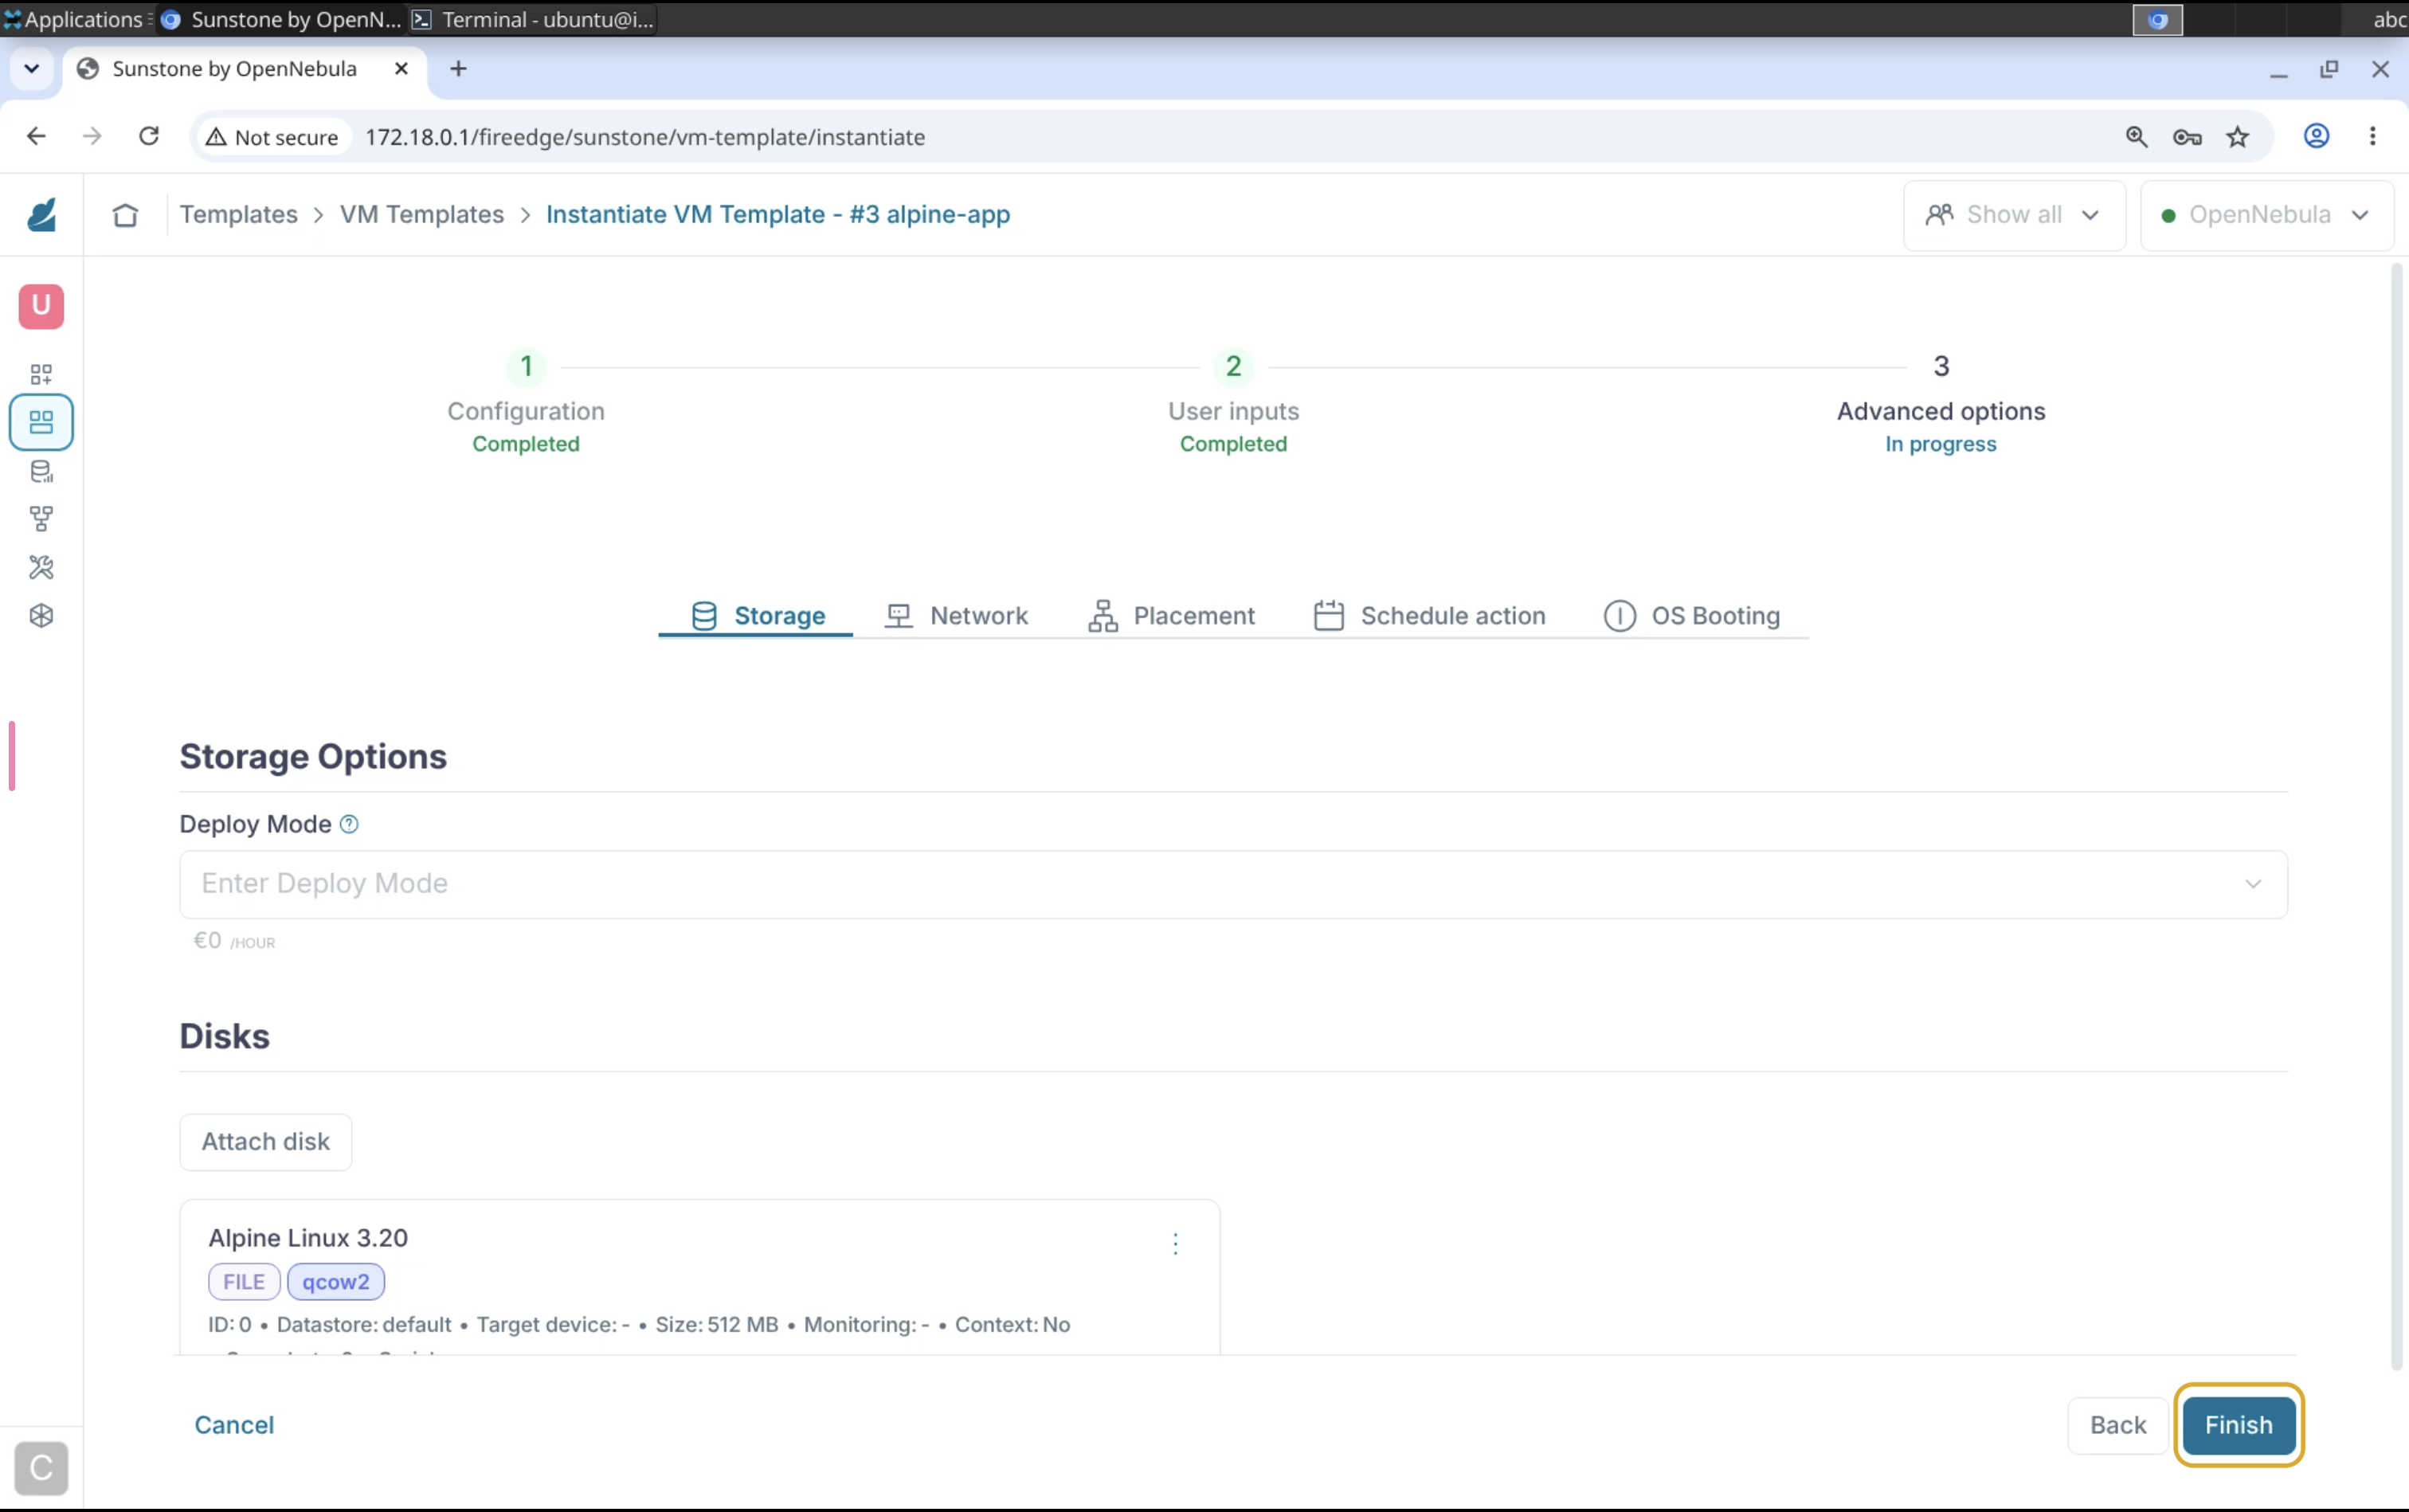 Applications
Sunstone by OpenN...
Terminal - ubuntu@i...
abc
Sunstone by OpenNebula
Not secure
172.18.0.1/fireedge/sunstone/vm-template/instantiate
Templates > VM Templates > Instantiate VM Template - #3 alpine-app
Show all
OpenNebula
U
1
2
3
Configuration
User inputs
Advanced options
Completed
Completed
In progress
Storage
Network
Placement
Schedule action
OS Booting
Storage Options
Deploy Mode ?
Enter Deploy Mode
€0 /HOUR
Disks
Attach disk
Alpine Linux 3.20
FILE
qcow2
ID: 0 • Datastore: default • Target device: - • Size: 512 MB • Monitoring: - • Context: No
Cancel
Back
Finish
C